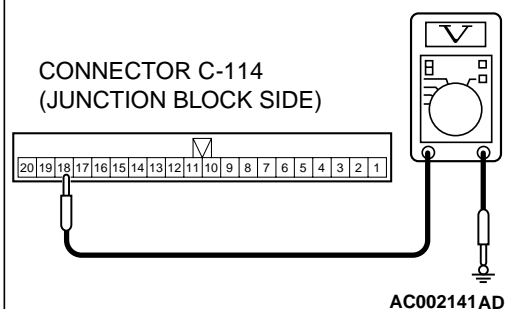 V
CONNECTOR C-114
(JUNCTION BLOCK SIDE)
20 19 18 17 16 15 14 13 12 11 10 9 8 7 6 5 4 3 2 1
AC002141AD